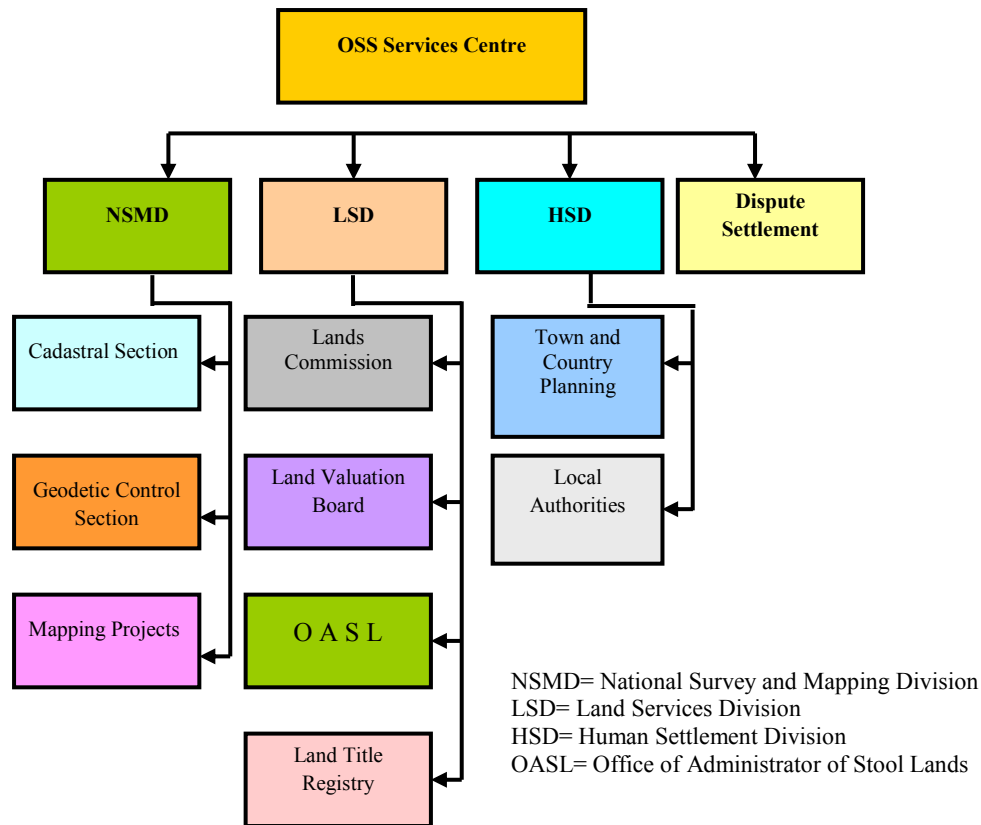 OSS Services Centre
NSMD
LSD
HSD
Dispute
Settlement
Cadastral Section
Lands
Commission
Town and
Country
Planning
Geodetic Control
Section
Land Valuation
Board
Local
Authorities
Mapping Projects
O A S L
Land Title
Registry
NSMD= National Survey and Mapping Division
LSD= Land Services Division
HSD= Human Settlement Division
OASL= Office of Administrator of Stool Lands